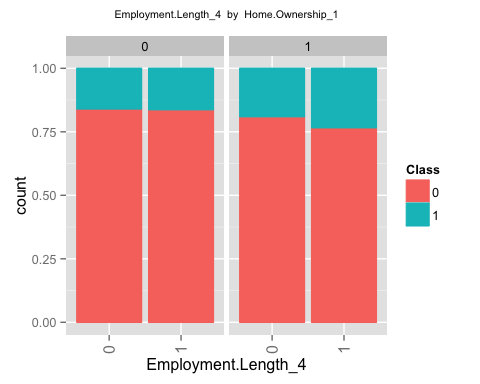 Employment.Length_4 by Home.Ownership_1
0 1
1.00
0.75
0.50
0.25
0.00
count
0 1 0 1
Employment.Length_4
Class
0
1